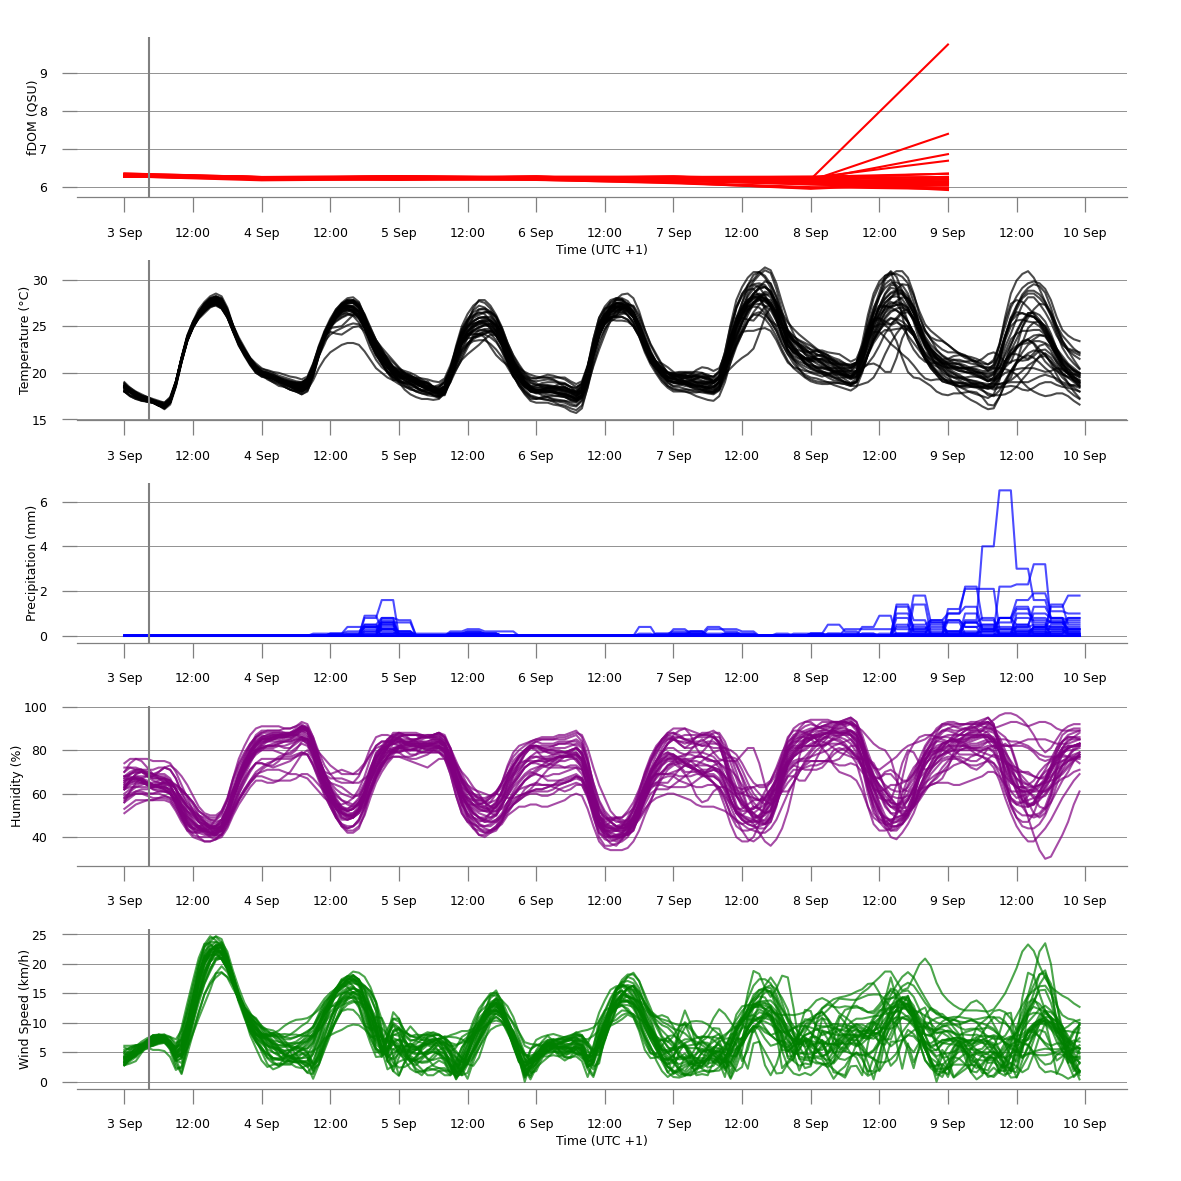 9
8
7
6
fDOM (QSU)
3 Sep 12:00 4 Sep 12:00 5 Sep 12:00 6 Sep 12:00 7 Sep 12:00 8 Sep 12:00 9 Sep 12:00 10 Sep
Time (UTC +1)
30
25
20
15
Temperature (°C)
3 Sep 12:00 4 Sep 12:00 5 Sep 12:00 6 Sep 12:00 7 Sep 12:00 8 Sep 12:00 9 Sep 12:00 10 Sep
6
4
2
0
Precipitation (mm)
3 Sep 12:00 4 Sep 12:00 5 Sep 12:00 6 Sep 12:00 7 Sep 12:00 8 Sep 12:00 9 Sep 12:00 10 Sep
100
80
60
40
Humidity (%)
3 Sep 12:00 4 Sep 12:00 5 Sep 12:00 6 Sep 12:00 7 Sep 12:00 8 Sep 12:00 9 Sep 12:00 10 Sep
25
20
15
10
5
0
Wind Speed (km/h)
3 Sep 12:00 4 Sep 12:00 5 Sep 12:00 6 Sep 12:00 7 Sep 12:00 8 Sep 12:00 9 Sep 12:00 10 Sep
Time (UTC +1)